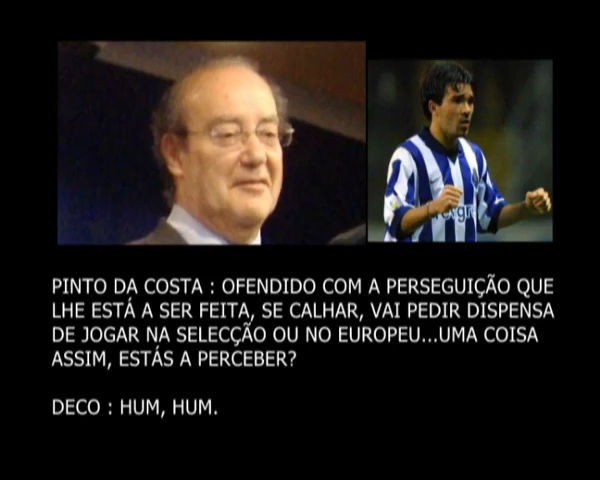 revigrés
PINTO DA COSTA : OFENDIDO COM A PERSEGUIÇÃO QUE
LHE ESTÁ A SER FEITA, SE CALHAR, VAI PEDIR DISPENSA
DE JOGAR NA SELECÇÃO OU NO EUROPEU...UMA COISA
ASSIM, ESTÁS A PERCEBER?
DECO : HUM, HUM.